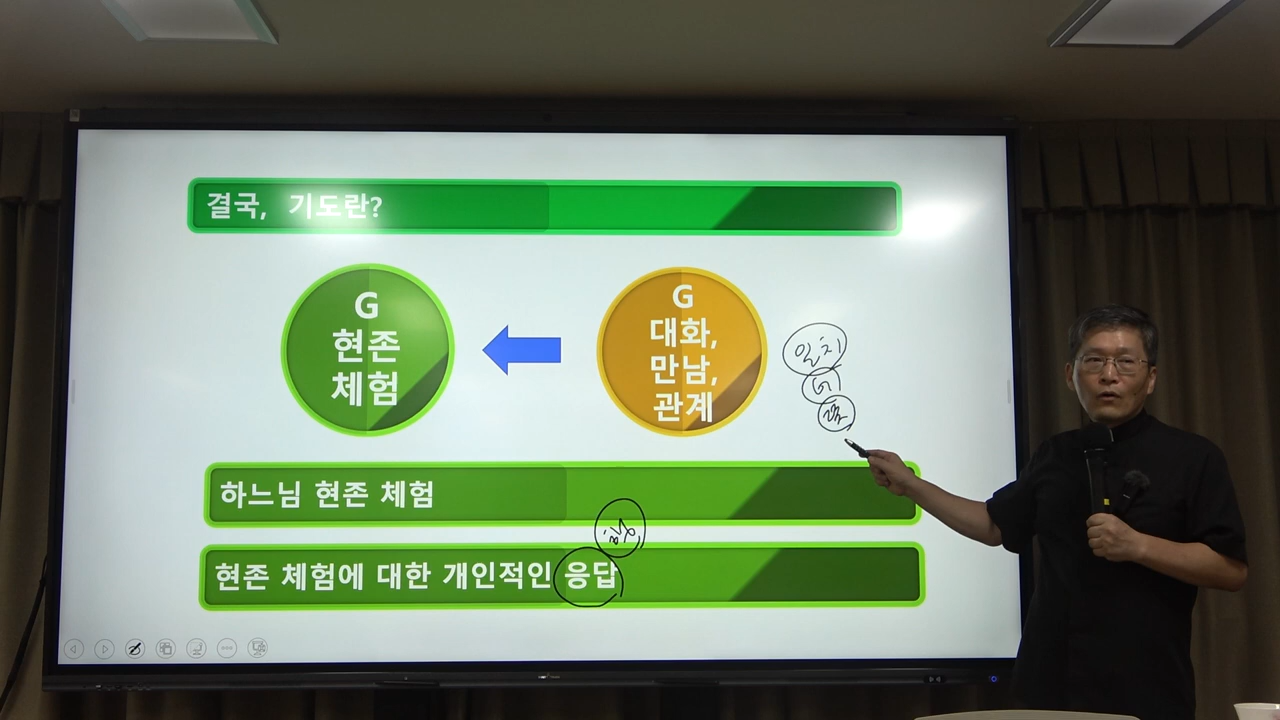 결국, 기도란?
G
현존
체험
G
대화,
만남,
관계
일치
하느님 현존 체험
현존 체험에 대한 개인적인 응답